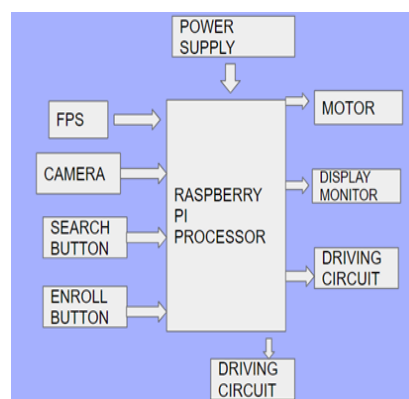 POWER
SUPPLY
FPS
MOTOR
CAMERA
RASPBERRY
PI
PROCESSOR
DISPLAY
MONITOR
SEARCH
BUTTON
DRIVING
CIRCUIT
ENROLL
BUTTON
DRIVING
CIRCUIT